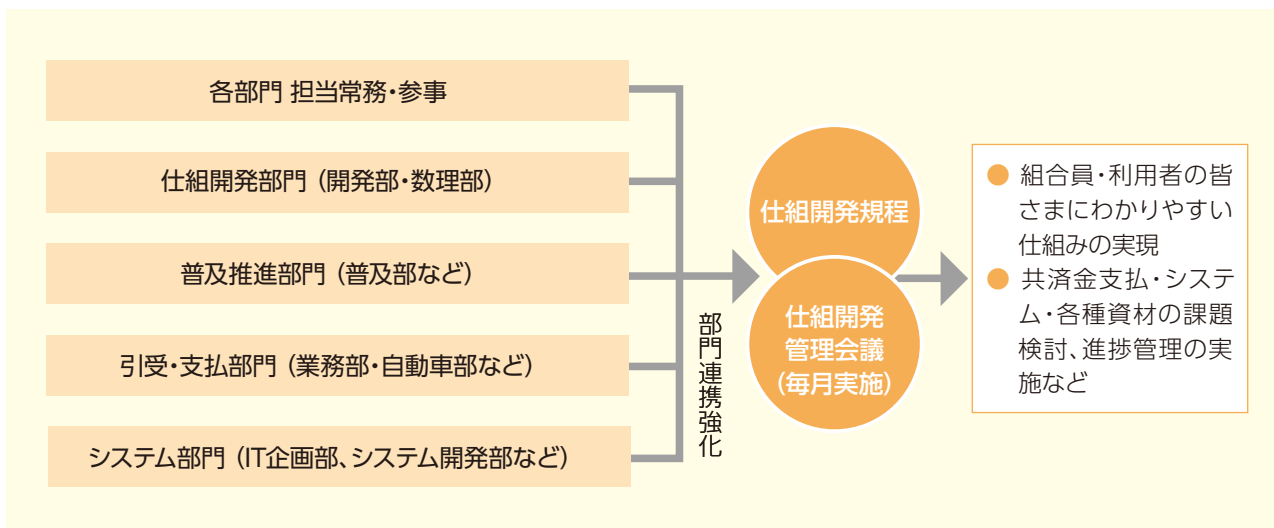 各部門 担当常務・参事
仕組開発部門（開発部・数理部）
普及推進部門（普及部など）
引受・支払部門（業務部・自動車部など）
システム部門（IT企画部、システム開発部など）
部門連携強化
仕組開発規程
仕組開発
管理会議
（毎月実施）
● 組合員・利用者の皆
さまにわかりやすい
仕組みの実現
● 共済金支払・システ
ム・各種資材の課題
検討、進捗管理の実
施など